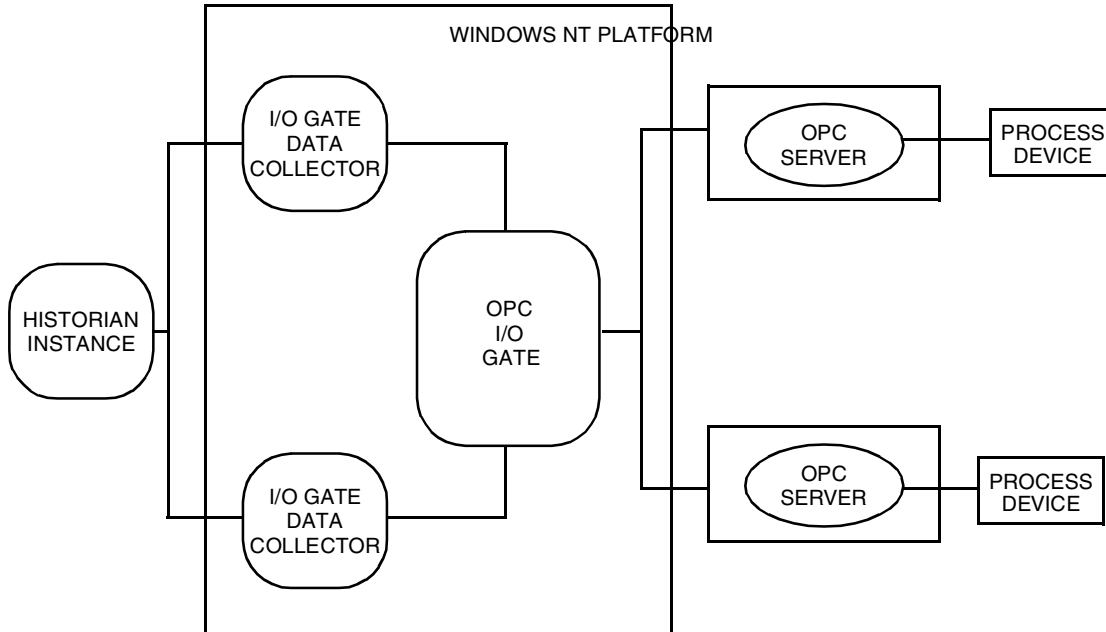 WINDOWS NT PLATFORM
I/O GATE
DATA
COLLECTOR
OPC
SERVER
PROCESS
DEVICE
HISTORIAN
INSTANCE
OPC
I/O
GATE
I/O GATE
DATA
COLLECTOR
OPC
SERVER
PROCESS
DEVICE